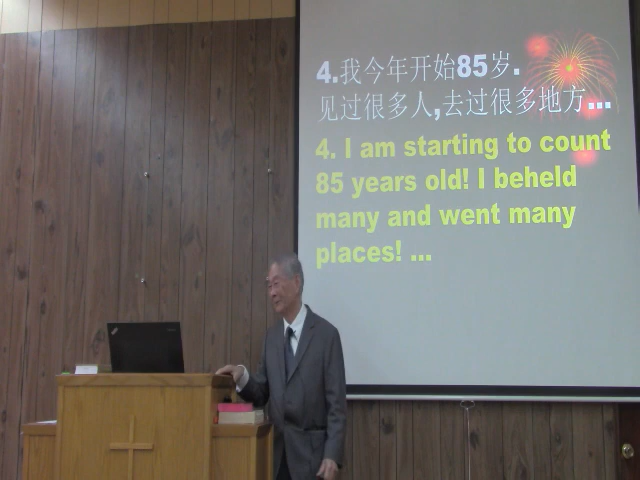 4.我今年开始85岁.
见过很多人,去过很多地方...
4. I am starting to count
85 years old! I beheld
many and went many
places! ...